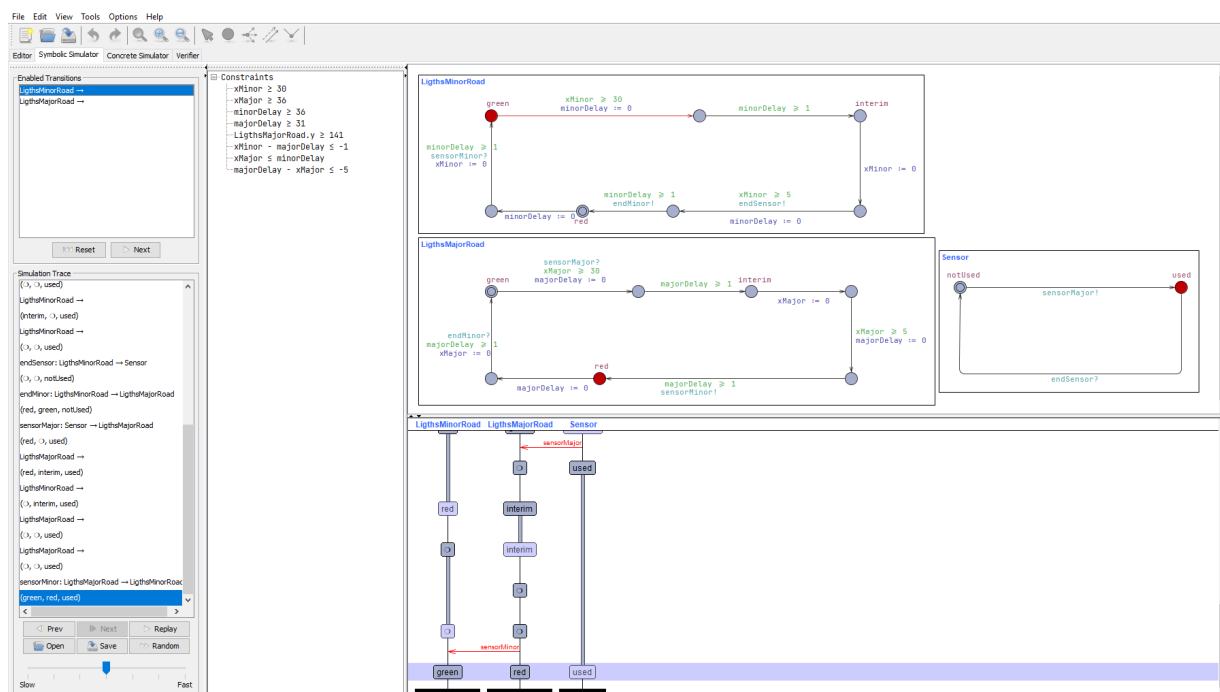 File Edit View Tools Options Help
Editor Symbolic Simulator Concrete Simulator Verifier
Enabled Transitions
LigthsMinorRoad →
LigthsMajorRoad →
Reset Next
Simulation Trace
(❍, ❍, used)
LigthsMinorRoad →
(interim, ❍, used)
LigthsMinorRoad →
(❍, ❍, used)
endSensor: LigthsMinorRoad → Sensor
(❍, ❍, notUsed)
endMinor: LigthsMinorRoad → LigthsMajorRoad
(red, green, notUsed)
sensorMajor: Sensor → LigthsMajorRoad
(red, ❍, used)
LigthsMajorRoad →
(red, interim, used)
LigthsMinorRoad →
(❍, interim, used)
LigthsMajorRoad →
(❍, ❍, used)
LigthsMajorRoad →
(❍, ❍, used)
sensorMinor: LigthsMajorRoad → LigthsMinorRoad
(green, red, used)
Prev Next Replay
Open Save Random
Slow Fast
Constraints
xMinor ≥ 30
xMajor ≥ 36
minorDelay ≥ 36
majorDelay ≥ 31
LigthsMajorRoad.y ≥ 141
xMinor - majorDelay ≤ -1
xMajor ≤ minorDelay
majorDelay - xMajor ≤ -5
LigthsMinorRoad
green
xMinor ≥ 30
minorDelay := 0
minorDelay ≥ 1
interim
minorDelay ≥ 1
sensorMinor?
xMinor := 0
xMinor := 0
minorDelay := 0
red
minorDelay ≥ 1
endMinor!
xMinor ≥ 5
endSensor!
minorDelay := 0
LigthsMajorRoad
green
sensorMajor?
xMajor ≥ 30
majorDelay := 0
majorDelay ≥ 1
interim
xMajor := 0
endMinor?
majorDelay ≥ 1
xMajor := 0
xMajor ≥ 5
majorDelay := 0
red
majorDelay := 0
majorDelay ≥ 1
sensorMinor!
Sensor
notUsed
used
sensorMajor!
endSensor?
LigthsMinorRoad LigthsMajorRoad Sensor
sensorMajor
❍ used
red interim
❍ interim
❍
❍ ❍
sensorMinor
green red used